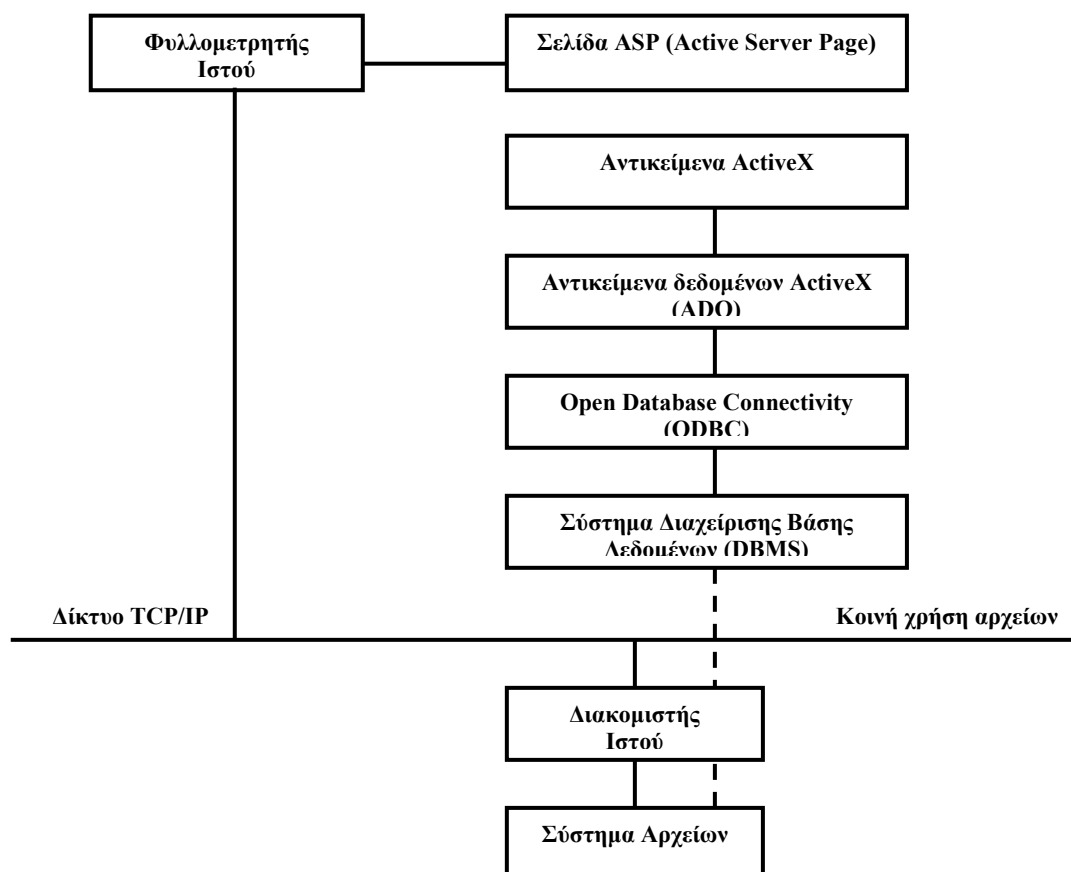 Φυλλομετρητής
Ιστού
Σελίδα ASP (Active Server Page)
Αντικείμενα ActiveX
Αντικείμενα δεδομένων ActiveX
(ADO)
Open Database Connectivity
(ODBC)
Σύστημα Διαχείρισης Βάσης
Δεδομένων (DBMS)
Δίκτυο TCP/IP
Κοινή χρήση αρχείων
Διακομιστής
Ιστού
Σύστημα Αρχείων